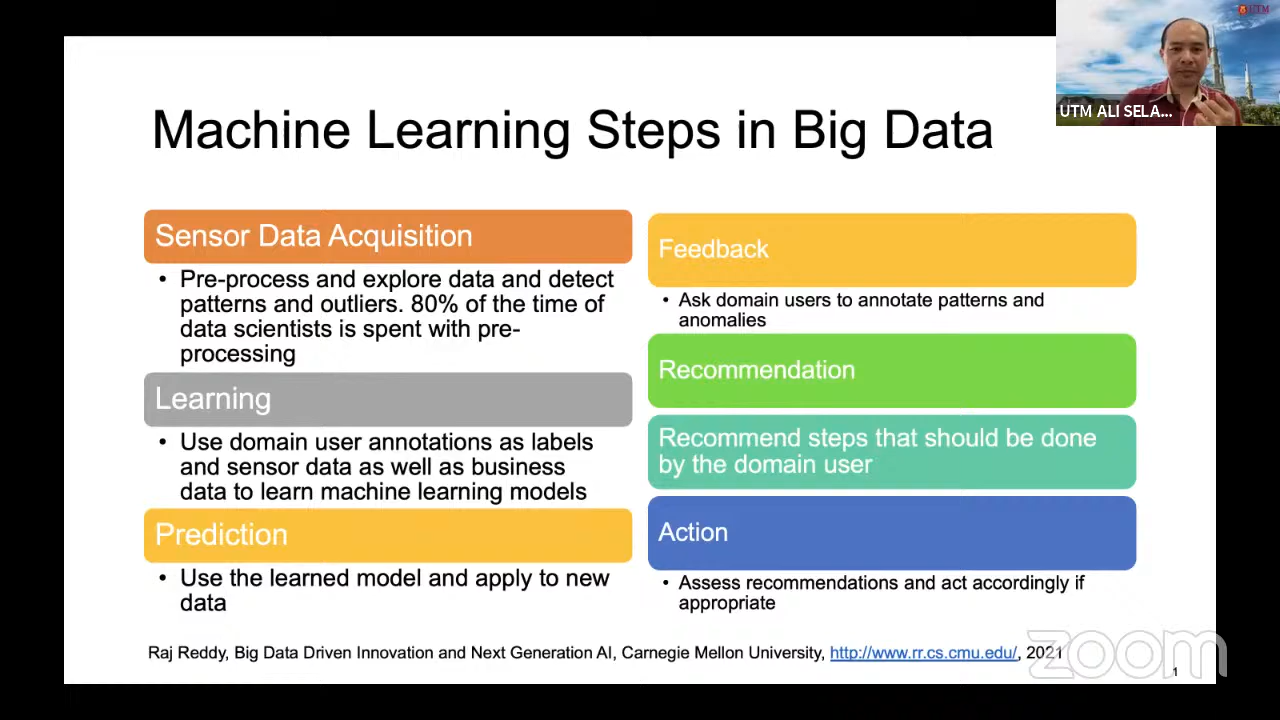 UTM
UTM ALI SELA...
Machine Learning Steps in Big Data
Sensor Data Acquisition
• Pre-process and explore data and detect
patterns and outliers. 80% of the time of
data scientists is spent with pre-
processing
Learning
• Use domain user annotations as labels
and sensor data as well as business
data to learn machine learning models
Prediction
• Use the learned model and apply to new
data
Feedback
• Ask domain users to annotate patterns and
anomalies
Recommendation
Recommend steps that should be done
by the domain user
Action
• Assess recommendations and act accordingly if
appropriate
Raj Reddy, Big Data Driven Innovation and Next Generation AI, Carnegie Mellon University, http://www.rr.cs.cmu.edu/, 2021
zoom
1